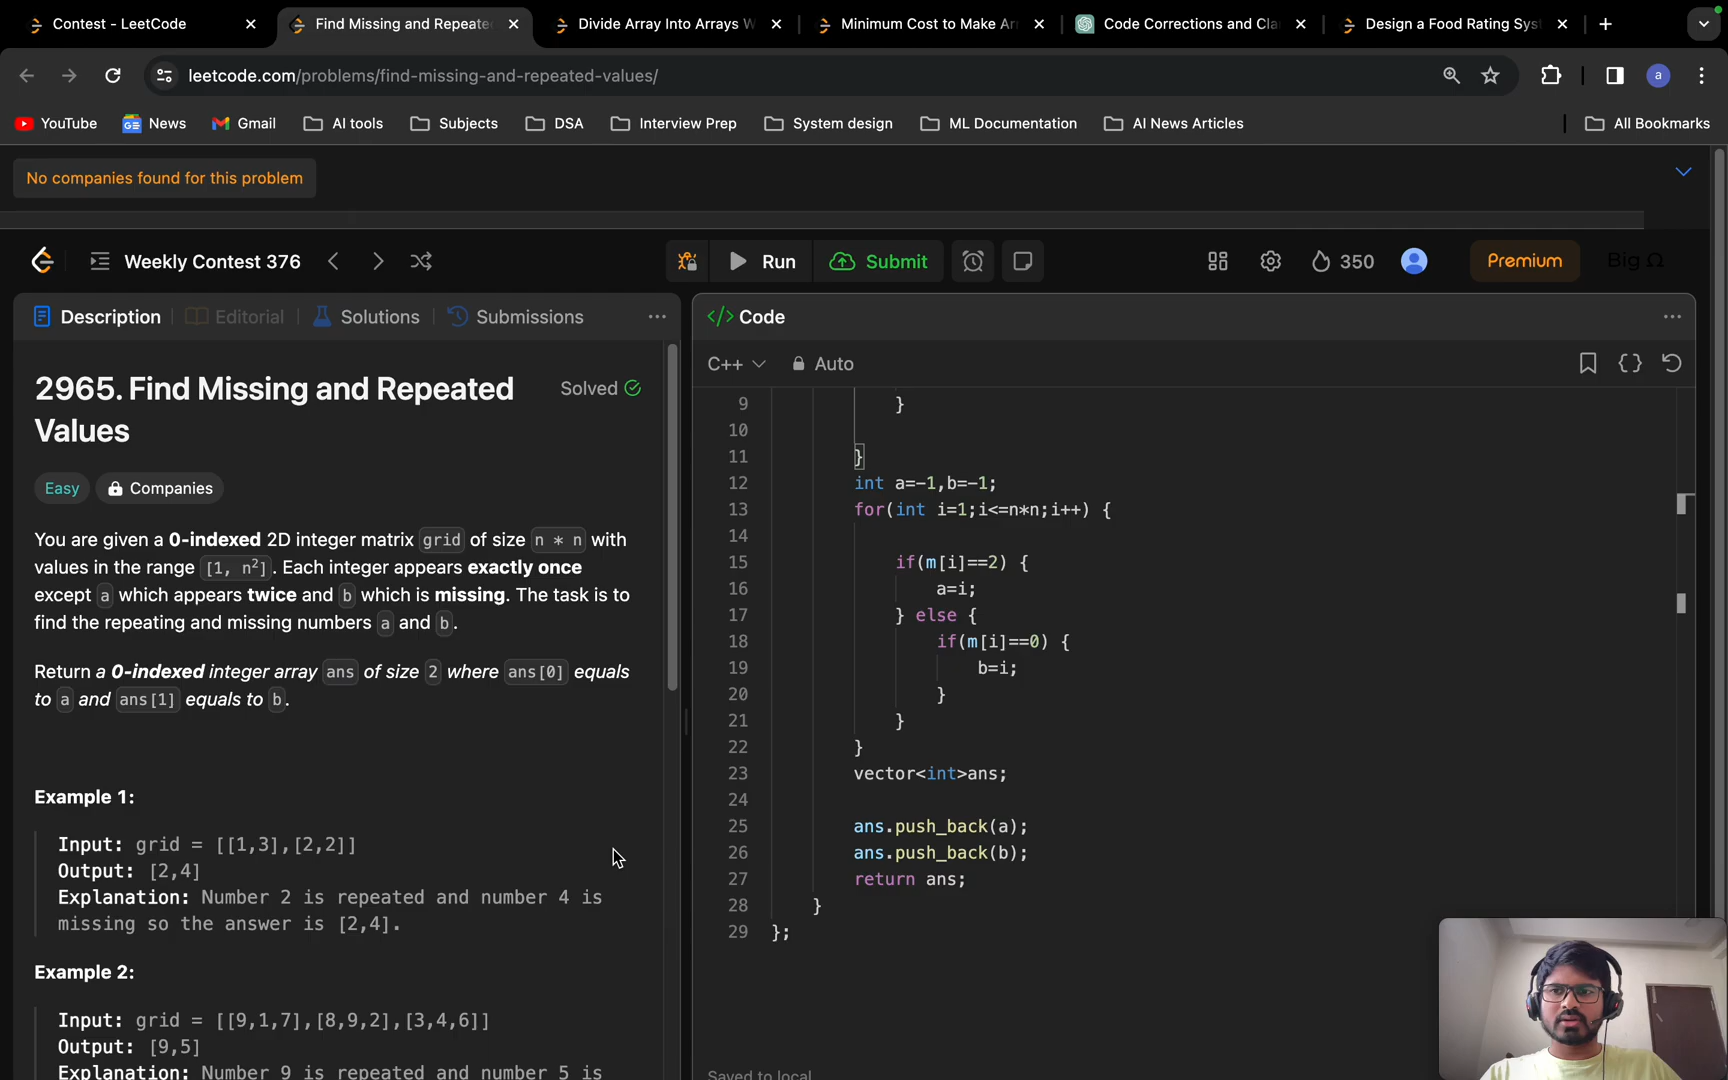 Contest - LeetCode
Find Missing and Repeate
Divide Array Into Arrays W
Minimum Cost to Make Ar
Code Corrections and Cla
Design a Food Rating Sys
leetcode.com/problems/find-missing-and-repeated-values/
a
YouTube
News
Gmail
AI tools
Subjects
DSA
Interview Prep
System design
ML Documentation
AI News Articles
All Bookmarks
No companies found for this problem
Weekly Contest 376
Run
Submit
350
Premium
Big Ω
Description
Editorial
Solutions
Submissions
</> Code
2965. Find Missing and Repeated
Values
Solved
Easy
Companies
You are given a 0-indexed 2D integer matrix grid of size n * n with
values in the range [1, n²]. Each integer appears exactly once
except a which appears twice and b which is missing. The task is to
find the repeating and missing numbers a and b.
Return a 0-indexed integer array ans of size 2 where ans[0] equals
to a and ans[1] equals to b.
Example 1:
Input: grid = [[1,3],[2,2]]
Output: [2,4]
Explanation: Number 2 is repeated and number 4 is
missing so the answer is [2,4].
Example 2:
Input: grid = [[9,1,7],[8,9,2],[3,4,6]]
Output: [9,5]
Explanation: Number 9 is repeated and number 5 is
C++
Auto
9 }
10
11 }
12 int a=-1,b=-1;
13 for(int i=1;i<=n*n;i++) {
14
15 if(m[i]==2) {
16 a=i;
17 } else {
18 if(m[i]==0) {
19 b=i;
20 }
21 }
22 }
23 vector<int>ans;
24
25 ans.push_back(a);
26 ans.push_back(b);
27 return ans;
28 }
29 };
Saved to local